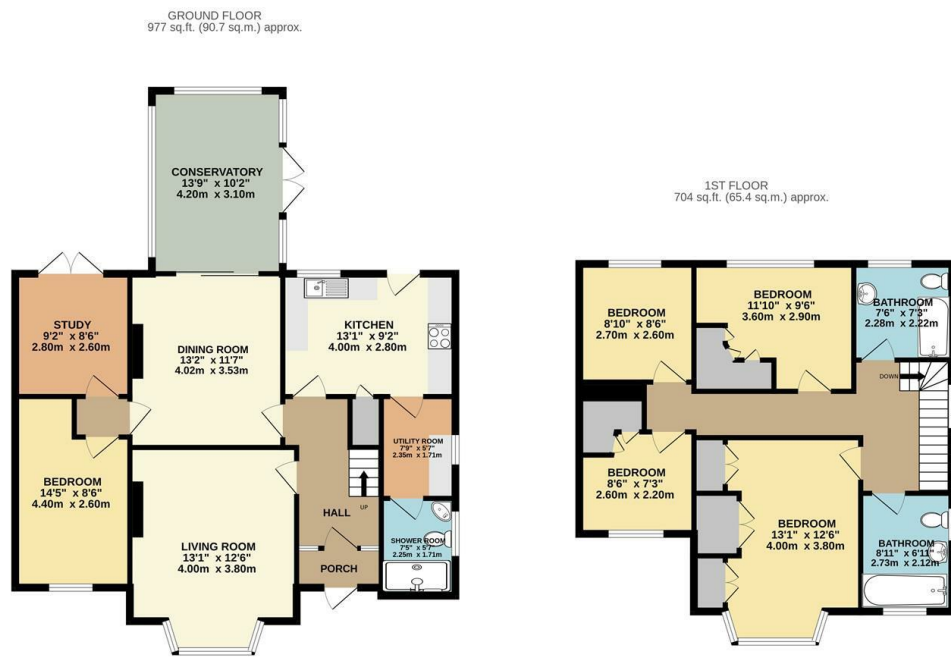 GROUND FLOOR
977 sq.ft. (90.7 sq.m.) approx.
CONSERVATORY
13'9" x 10'2"
4.20m x 3.10m
STUDY
9'2" x 8'6"
2.80m x 2.60m
DINING ROOM
13'2" x 11'7"
4.02m x 3.53m
KITCHEN
13'1" x 9'2"
4.00m x 2.80m
UTILITY ROOM
7'9" x 5'7"
2.35m x 1.71m
BEDROOM
14'5" x 8'6"
4.40m x 2.60m
LIVING ROOM
13'1" x 12'6"
4.00m x 3.80m
HALL
UP
SHOWER ROOM
7'5" x 5'7"
2.25m x 1.71m
PORCH
1ST FLOOR
704 sq.ft. (65.4 sq.m.) approx.
BEDROOM
8'10" x 8'6"
2.70m x 2.60m
BEDROOM
11'10" x 9'6"
3.60m x 2.90m
BATHROOM
7'6" x 7'3"
2.28m x 2.22m
DOWN
BEDROOM
8'6" x 7'3"
2.60m x 2.20m
BEDROOM
13'1" x 12'6"
4.00m x 3.80m
BATHROOM
8'11" x 6'11"
2.73m x 2.12m